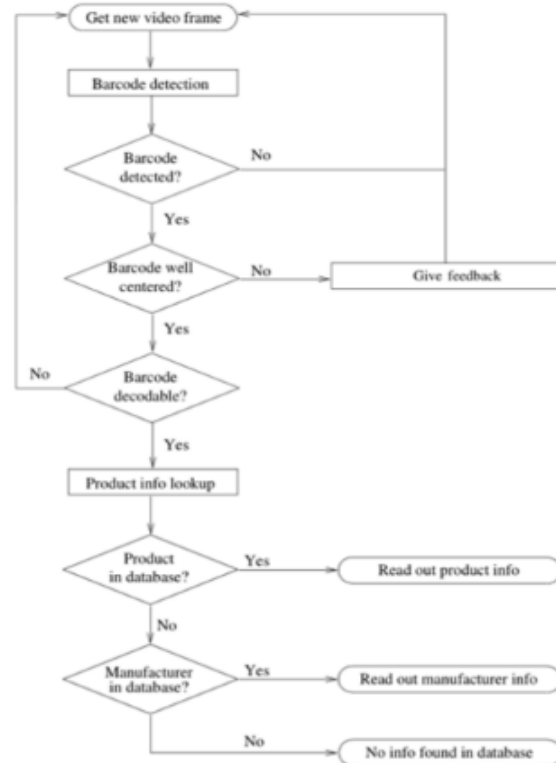 Get new video frame
Barcode detection
Barcode
detected?
No
Yes
Barcode well
centered?
No
Give feedback
Yes
No
Barcode
decodable?
Yes
Product info lookup
Product
in database?
Yes
Read out product info
No
Manufacturer
in database?
Yes
Read out manufacturer info
No
No info found in database